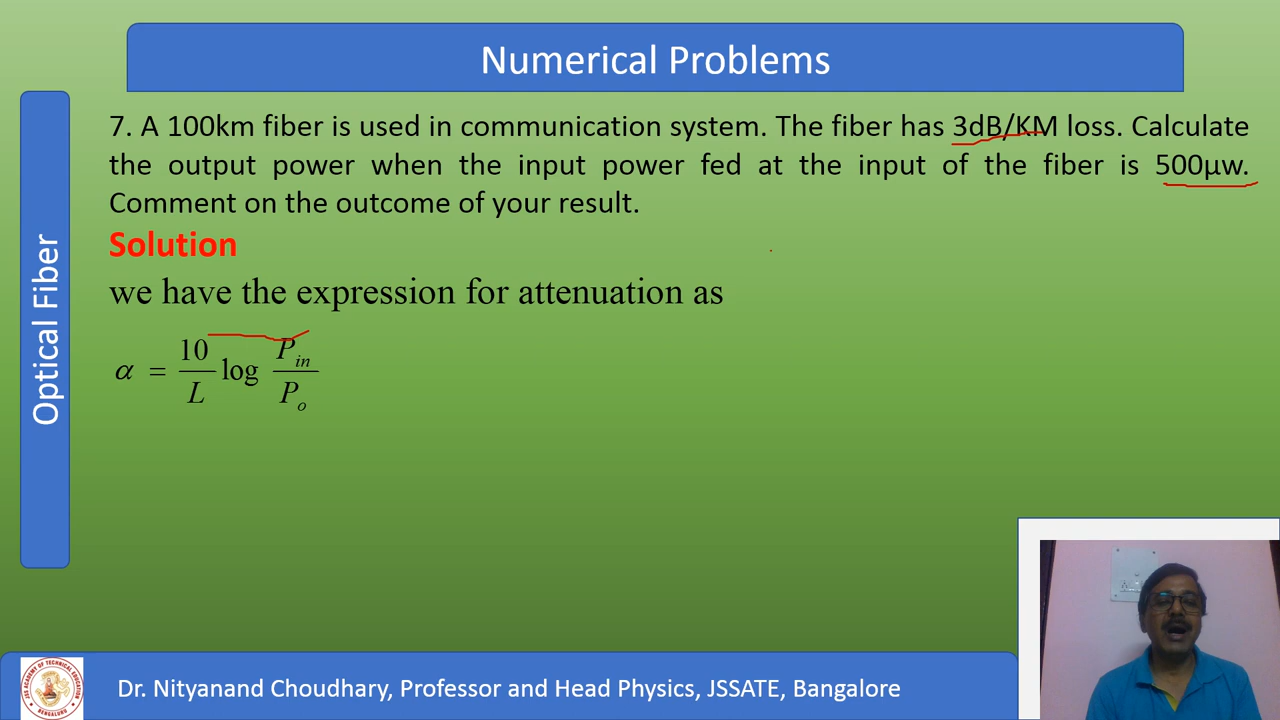 Numerical Problems
Optical Fiber
7. A 100km fiber is used in communication system. The fiber has 3dB/KM loss. Calculate
the output power when the input power fed at the input of the fiber is 500μw.
Comment on the outcome of your result.
Solution
we have the expression for attenuation as
α = 10/L log P_in/P_o
Dr. Nityanand Choudhary, Professor and Head Physics, JSSATE, Bangalore